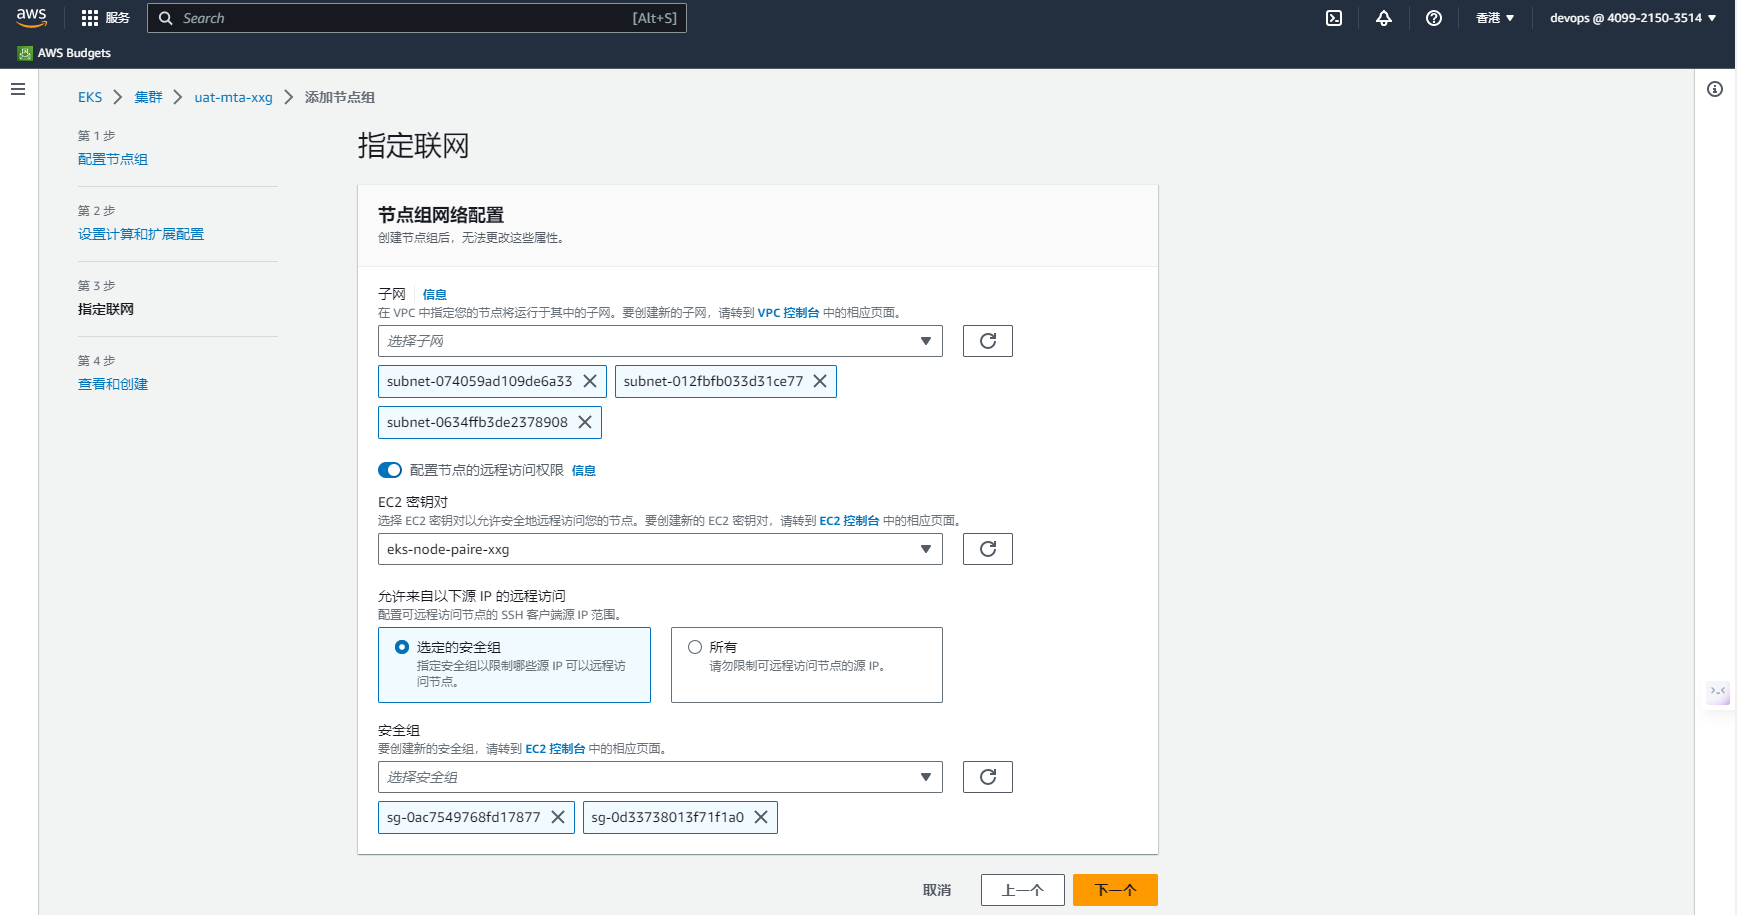 aws
服务
Search
[Alt+S]
香港
devops @ 4099-2150-3514
AWS Budgets
EKS
集群
uat-mta-xxg
添加节点组
第 1 步
配置节点组
第 2 步
设置计算和扩展配置
第 3 步
指定联网
第 4 步
查看和创建
指定联网
节点组网络配置
创建节点组后，无法更改这些属性。
子网
信息
在 VPC 中指定您的节点将运行于其中的子网。要创建新的子网，请转到 VPC 控制台 中的相应页面。
选择子网
subnet-074059ad109de6a33
subnet-012fbfb033d31ce77
subnet-0634ffb3de2378908
配置节点的远程访问权限 信息
EC2 密钥对
选择 EC2 密钥对以允许安全地远程访问您的节点。要创建新的 EC2 密钥对，请转到 EC2 控制台 中的相应页面。
eks-node-paire-xxg
允许来自以下源 IP 的远程访问
配置可远程访问节点的 SSH 客户端源 IP 范围。
选定的安全组
指定安全组以限制哪些源 IP 可以远程访
问节点。
所有
请勿限制可远程访问节点的源 IP。
安全组
要创建新的安全组，请转到 EC2 控制台 中的相应页面。
选择安全组
sg-0ac7549768fd17877
sg-0d33738013f71f1a0
取消
上一个
下一个